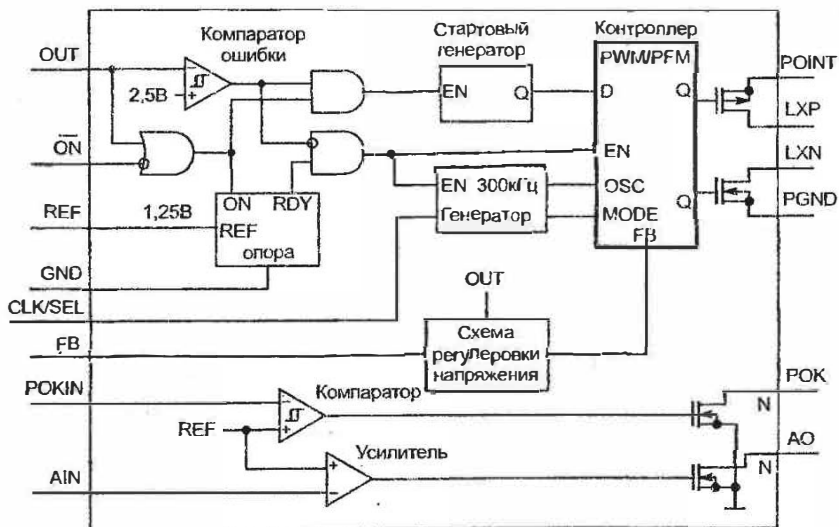 OUT
Компаратор
ошибки
2,5В
Стартовый
генератор
EN Q
Контроллер
PWM/PFM
D Q
EN
OSC Q
MODE
FB
POINT
LXP
LXN
PGND
ON
ON RDY
REF
опора
REF
1,25В
EN 300кГц
Генератор
GND
CLK/SEL
FB
OUT
Схема
регулеровки
напряжения
POKIN
Компаратор
REF
POK
N
Усилитель
AO
N
AIN